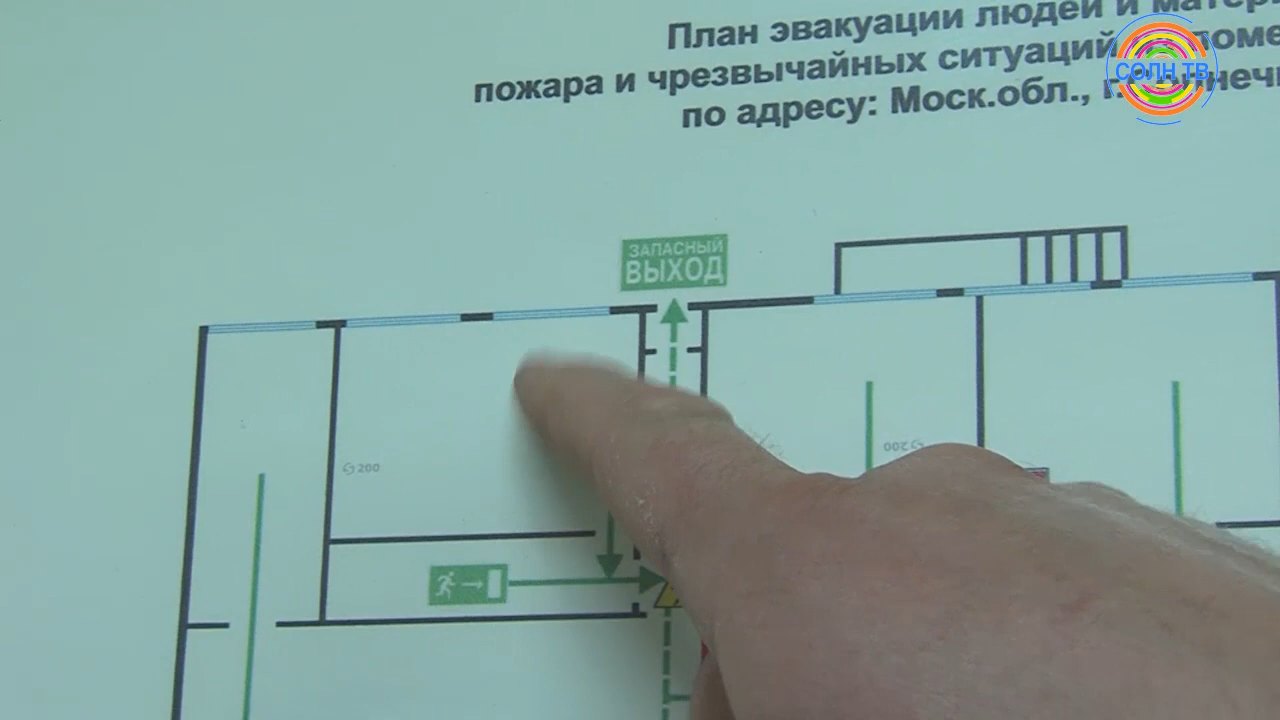 План эвакуации людей и
пожара и чрезвычайных ситуаций
по адресу: Моск.обл.,
СОЛН ТВ
ЗАПАСНЫЙ
ВЫХОД
200
200